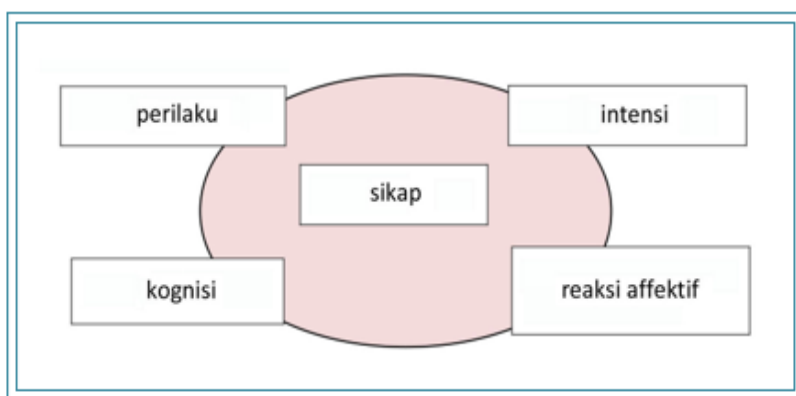 perilaku
intensi
sikap
kognisi
reaksi affektif